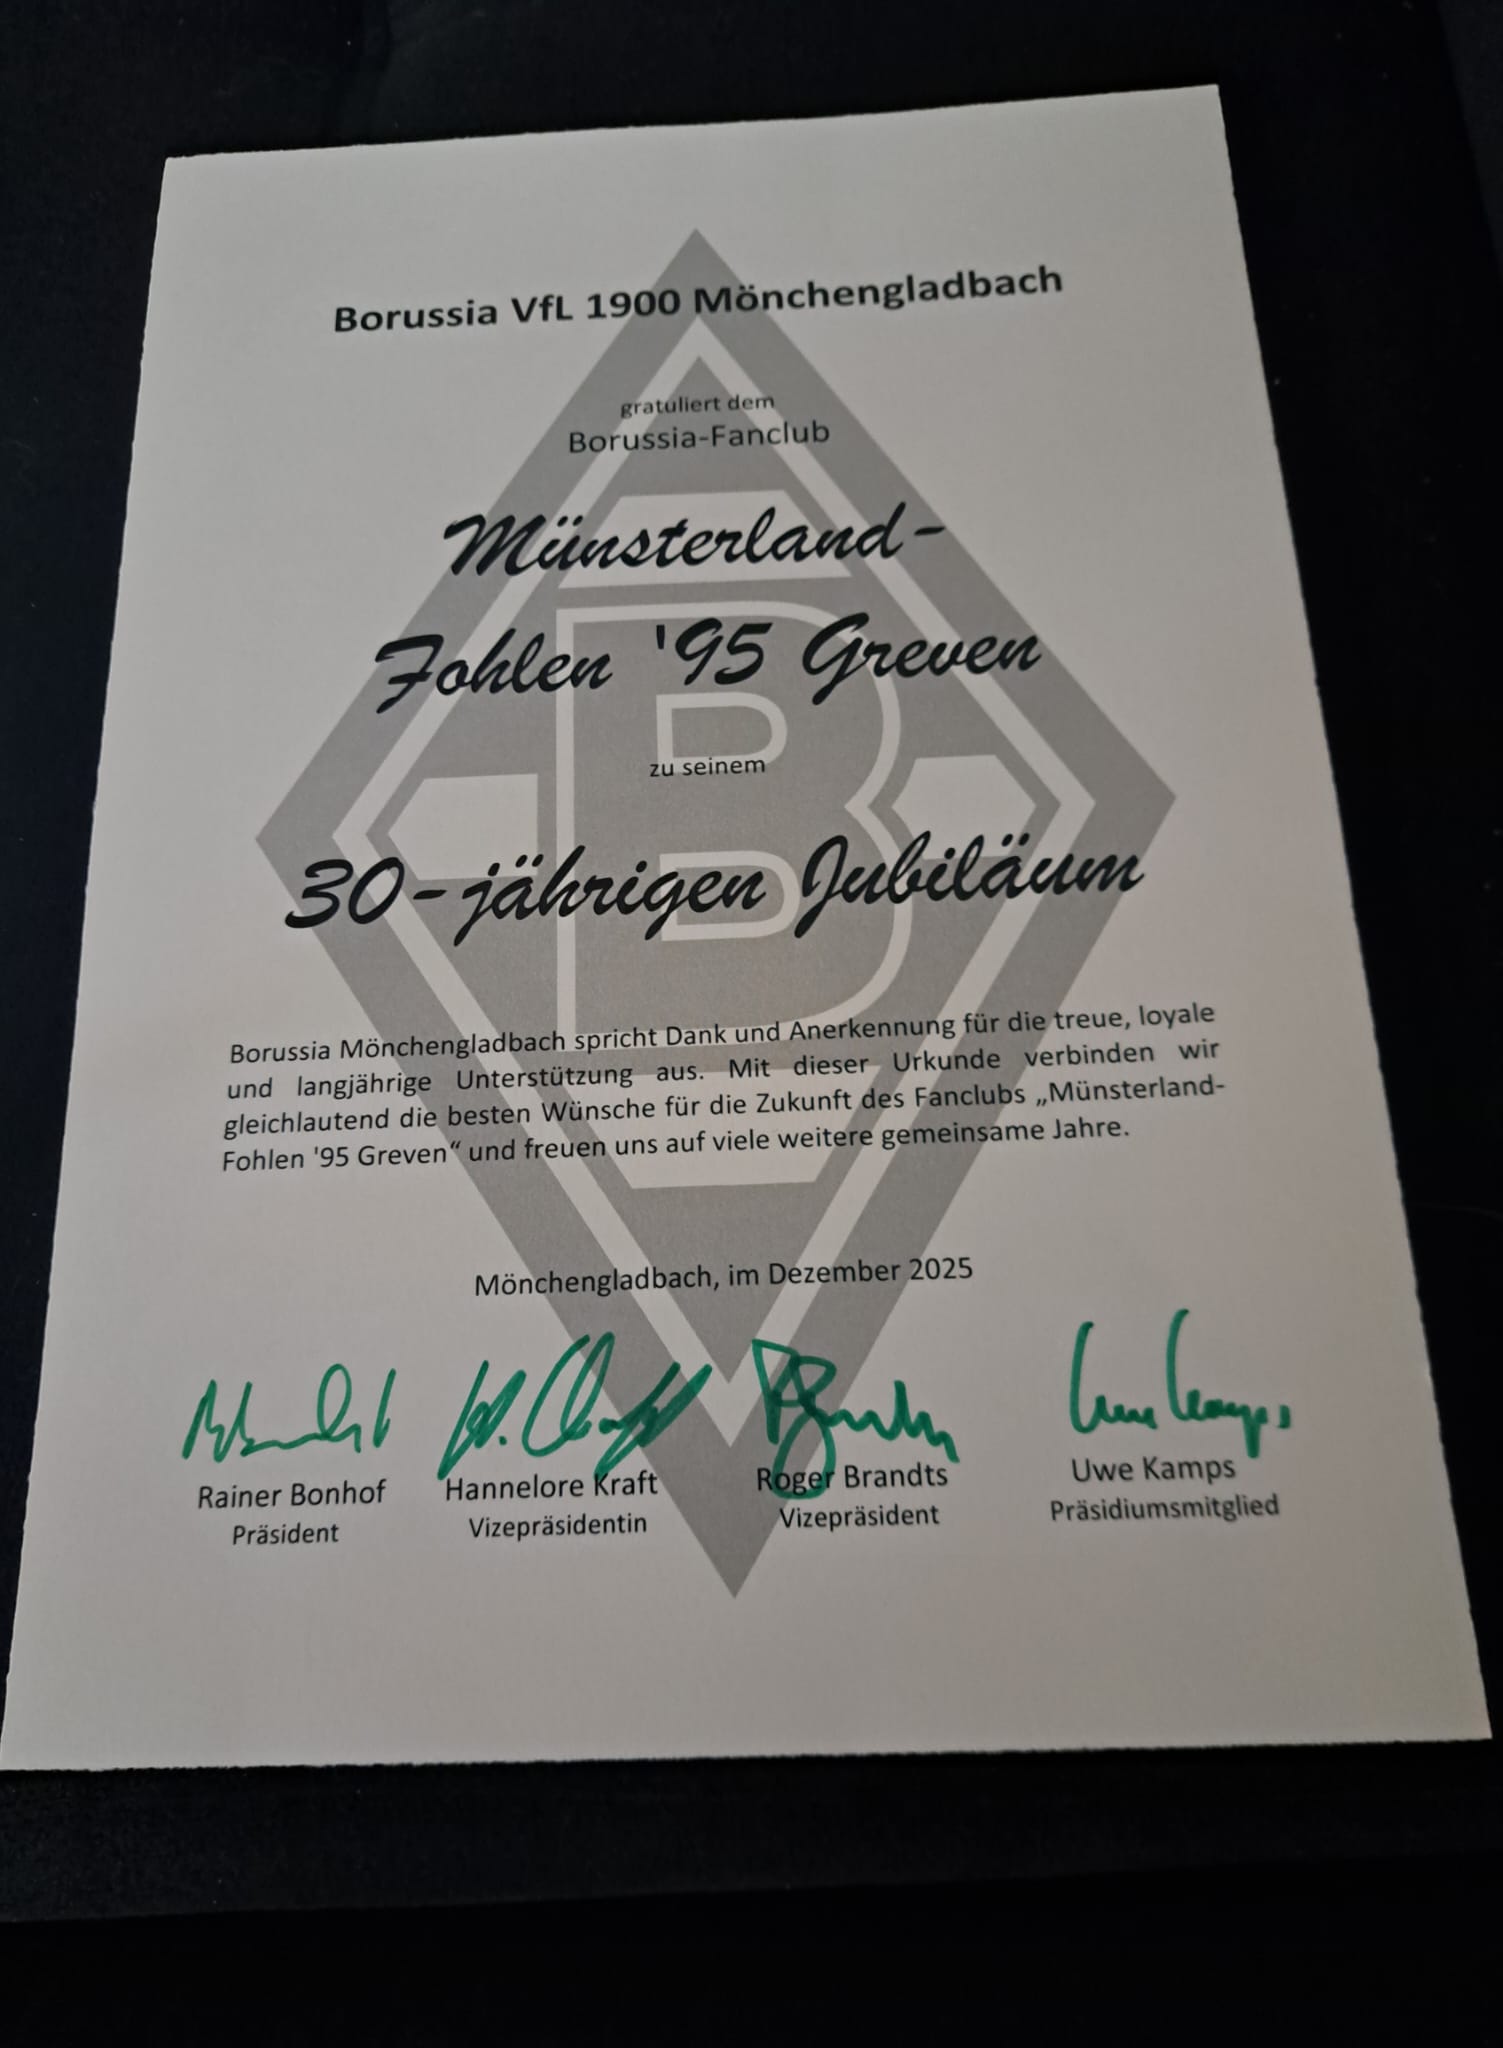 Borussia VfL 1900 Mönchengladbach
gratuliert dem
Borussia-Fanclub
Münsterland-
Fohlen '95 Greven
zu seinem
30-jährigen Jubiläum
Borussia Mönchengladbach spricht Dank und Anerkennung für die treue, loyale
und langjährige Unterstützung aus. Mit dieser Urkunde verbinden wir
gleichlautend die besten Wünsche für die Zukunft des Fanclubs „Münsterland-
Fohlen '95 Greven“ und freuen uns auf viele weitere gemeinsame Jahre.
Mönchengladbach, im Dezember 2025
H. Kraft
Uwe Kamps
Rainer Bonhof
Präsident
Hannelore Kraft
Vizepräsidentin
Roger Brandts
Vizepräsident
Uwe Kamps
Präsidiumsmitglied
B